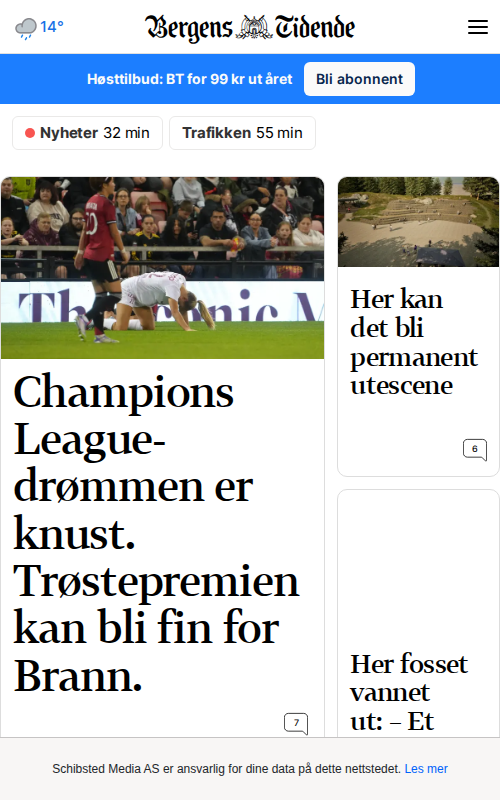 14°
Bergens Tidende
Høsttilbud: BT for 99 kr ut året
Bli abonnent
Nyheter 32 min
Trafikken 55 min
Champions
League-
drømmen er
knust.
Trøstepremien
kan bli fin for
Brann.
7
Her kan
det bli
permanent
utescene
6
Her fosset
vannet
ut: – Et
Schibsted Media AS er ansvarlig for dine data på dette nettstedet. Les mer